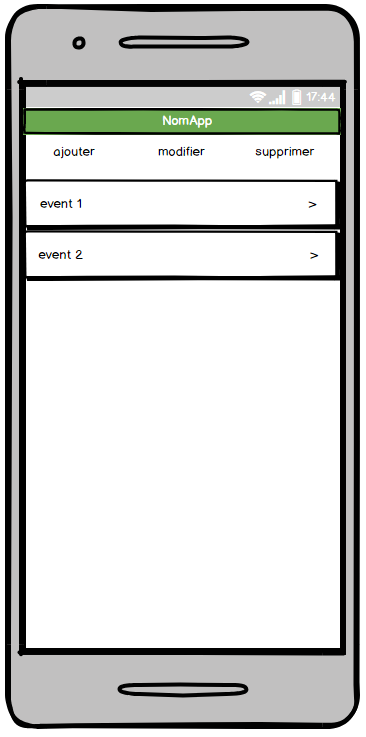 17:44
NomApp
ajouter modifier supprimer
event 1 >
event 2 >